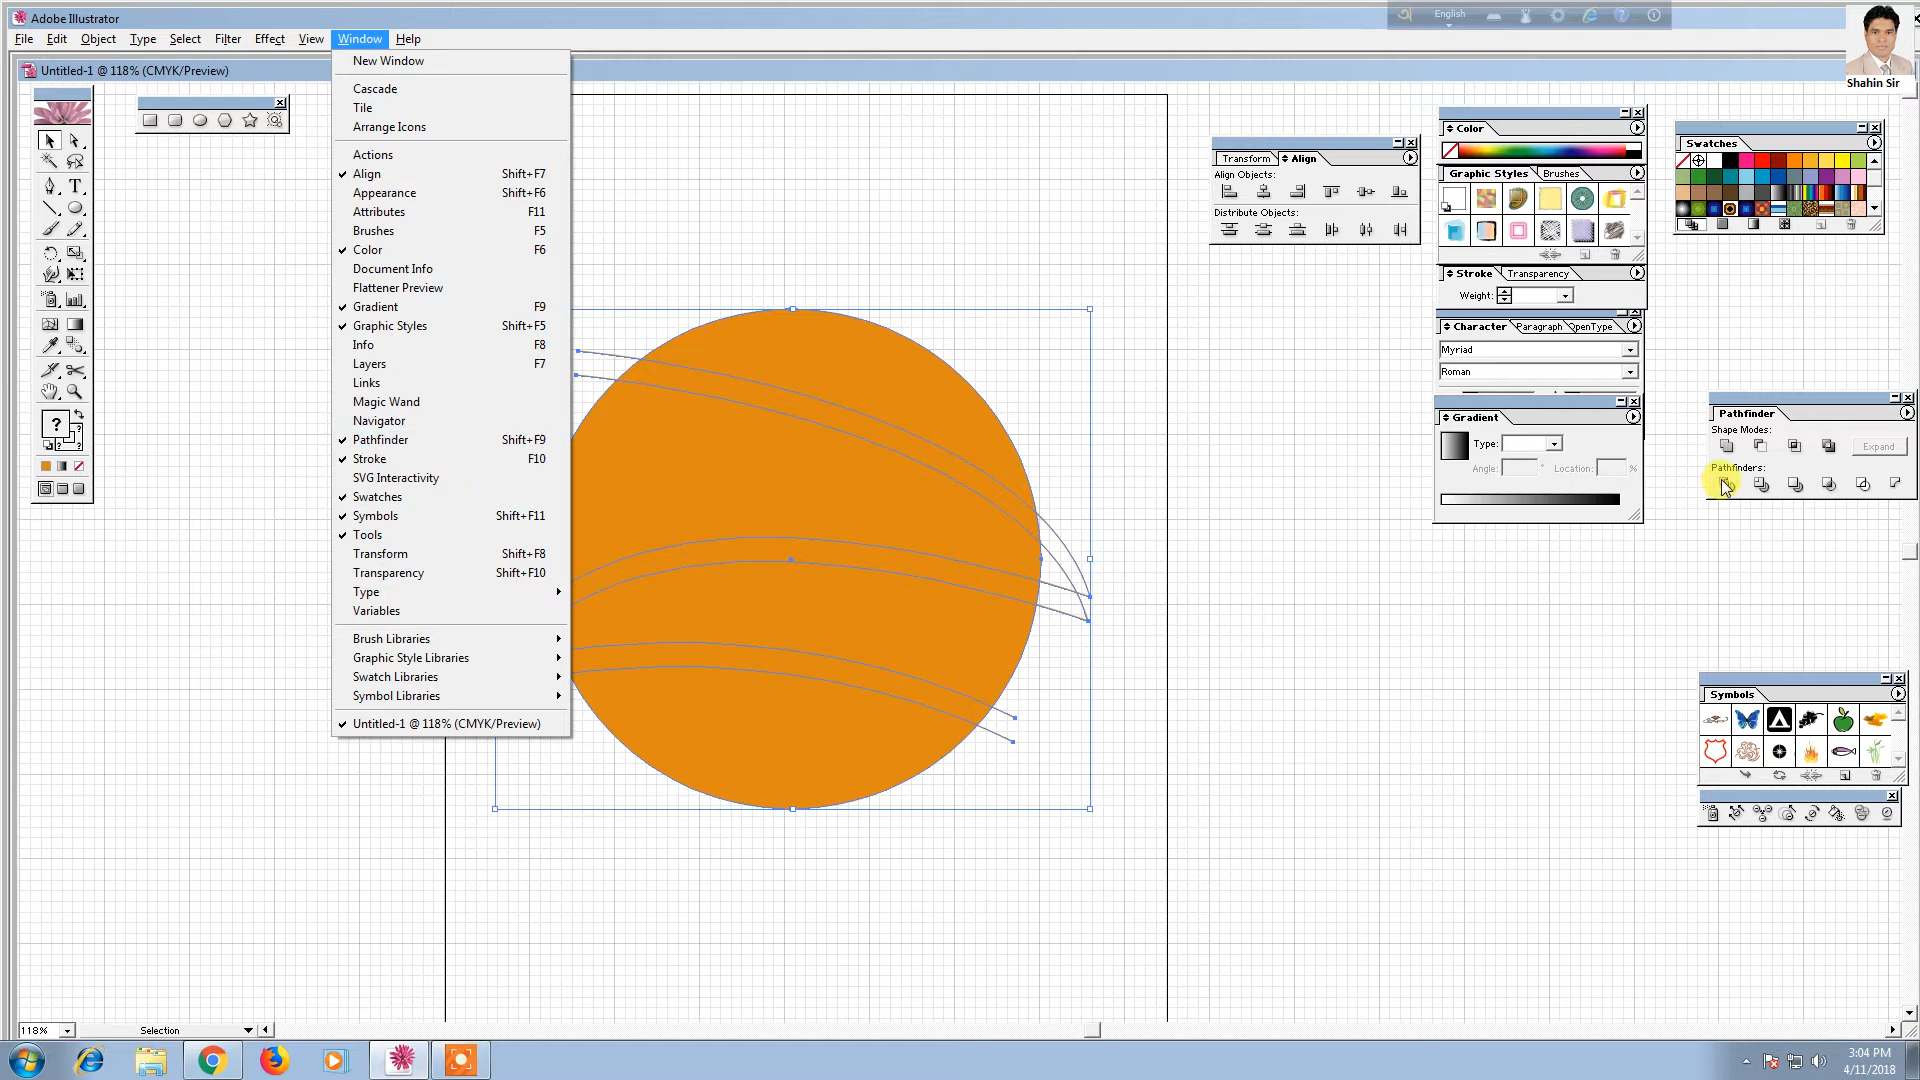 Adobe Illustrator
English
File Edit Object Type Select Filter Effect View Window Help
Shahin Sir
Untitled-1 @ 118% (CMYK/Preview)
New Window
Cascade
Tile
Arrange Icons
Actions
Align Shift+F7
Appearance Shift+F6
Attributes F11
Brushes F5
Color F6
Document Info
Flattener Preview
Gradient F9
Graphic Styles Shift+F5
Info F8
Layers F7
Links
Magic Wand
Navigator
Pathfinder Shift+F9
Stroke F10
SVG Interactivity
Swatches
Symbols Shift+F11
Tools
Transform Shift+F8
Transparency Shift+F10
Type
Variables
Brush Libraries
Graphic Style Libraries
Swatch Libraries
Symbol Libraries
Untitled-1 @ 118% (CMYK/Preview)
Transform Align
Align Objects:
Distribute Objects:
Color
Graphic Styles Brushes
Stroke Transparency
Weight:
Character Paragraph OpenType
Myriad
Roman
Gradient
Type:
Angle: ° Location: %
Swatches
Pathfinder
Shape Modes:
Expand
Pathfinders:
Symbols
118% Selection
3:04 PM
4/11/2018